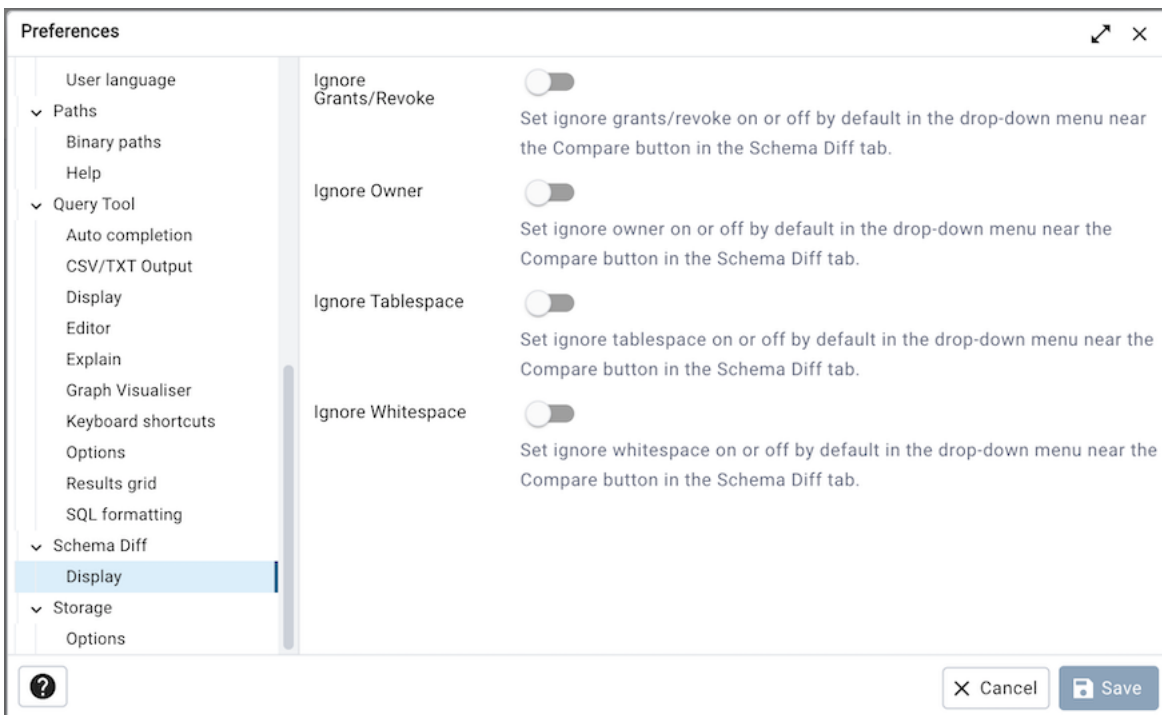 Preferences
User language
Paths
Binary paths
Help
Query Tool
Auto completion
CSV/TXT Output
Display
Editor
Explain
Graph Visualiser
Keyboard shortcuts
Options
Results grid
SQL formatting
Schema Diff
Display
Storage
Options
Ignore
Grants/Revoke
Set ignore grants/revoke on or off by default in the drop-down menu near
the Compare button in the Schema Diff tab.
Ignore Owner
Set ignore owner on or off by default in the drop-down menu near the
Compare button in the Schema Diff tab.
Ignore Tablespace
Set ignore tablespace on or off by default in the drop-down menu near the
Compare button in the Schema Diff tab.
Ignore Whitespace
Set ignore whitespace on or off by default in the drop-down menu near the
Compare button in the Schema Diff tab.
Cancel
Save